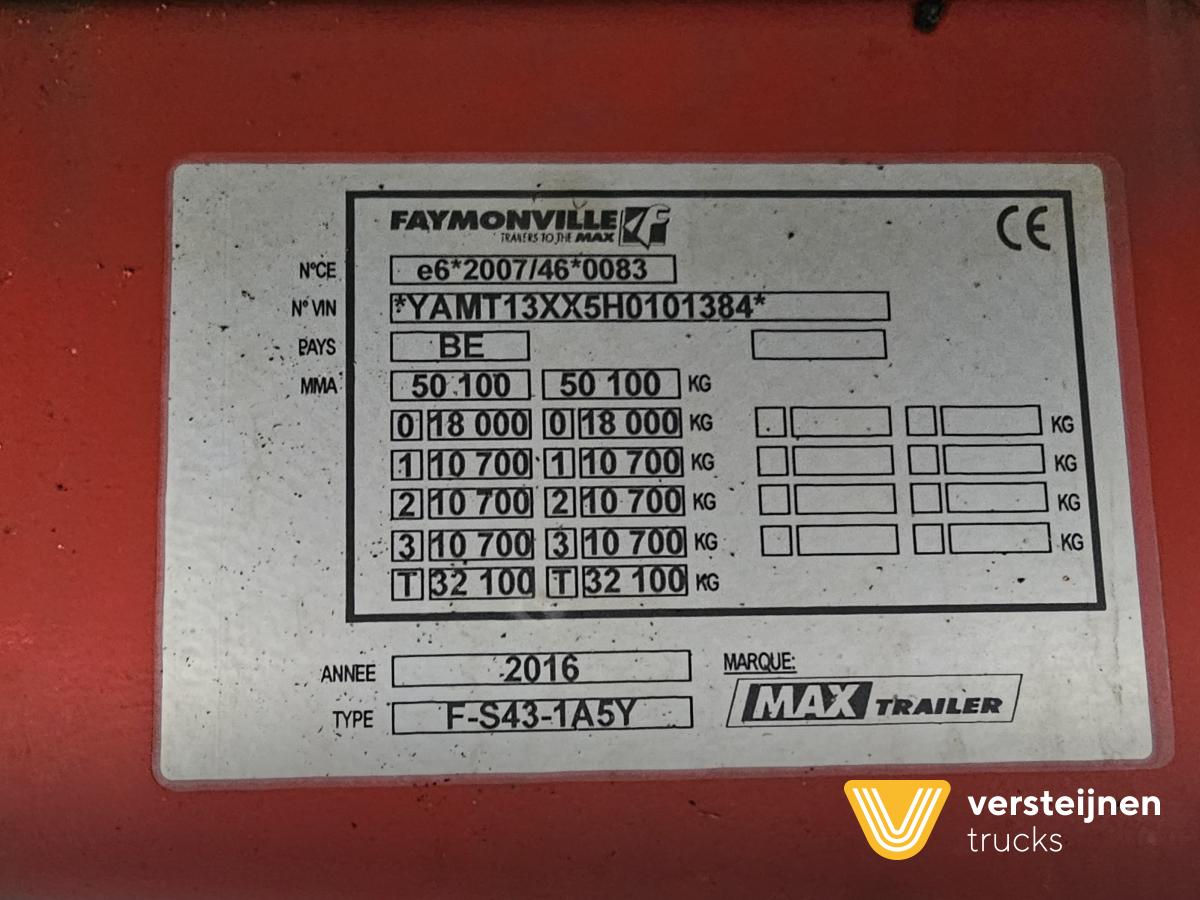 FAYMONVILLE
TRAILERS TO THE MAX
CE
N°CE e6*2007/46*0083
N° VIN *YAMT13XX5H0101384*
PAYS BE
MMA 50 100 50 100 KG
0 18 000 0 18 000 KG KG
1 10 700 1 10 700 KG KG
2 10 700 2 10 700 KG KG
3 10 700 3 10 700 KG KG
T 32 100 T 32 100 KG
ANNEE 2016
TYPE F-S43-1A5Y
MARQUE:
MAX TRAILER
versteijnen
trucks